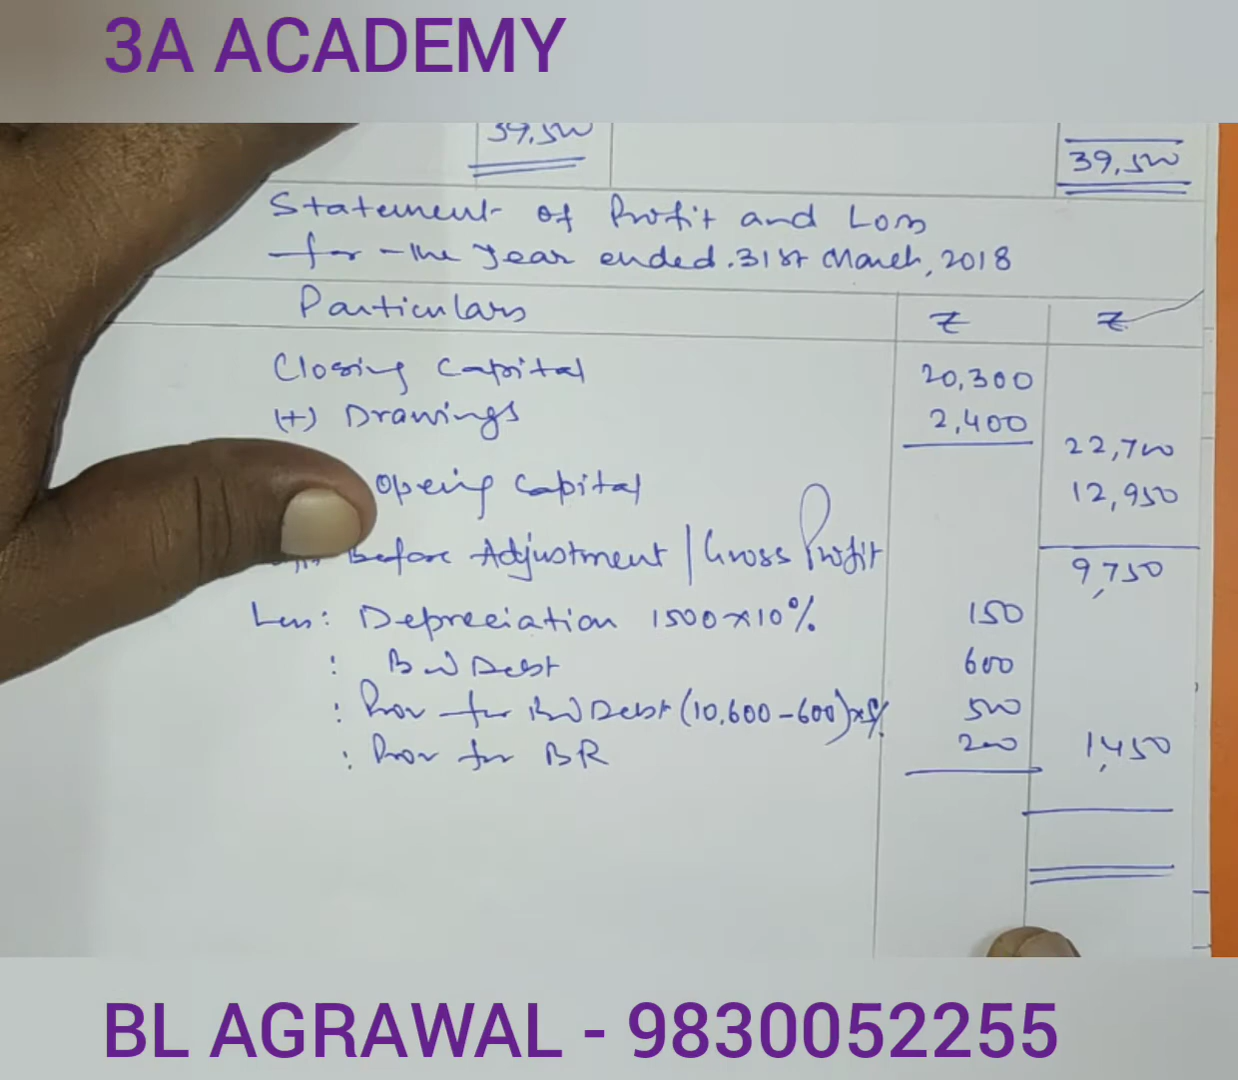 3A ACADEMY
39,500
39,500
Statement of Profit and Loss
for the Year ended.31st March, 2018
Particulars ₹ ₹
Closing Capital 20,300
(+) Drawings 2,400
22,700
Opening Capital 12,950
Before Adjustment / Gross Profit 9,750
Less: Depreciation 1500×10% 150
: B/D Debt 600
: Prov for B/D Debt (10,600-600)×5% 500
: Prov for BR 200 1,450
BL AGRAWAL - 9830052255